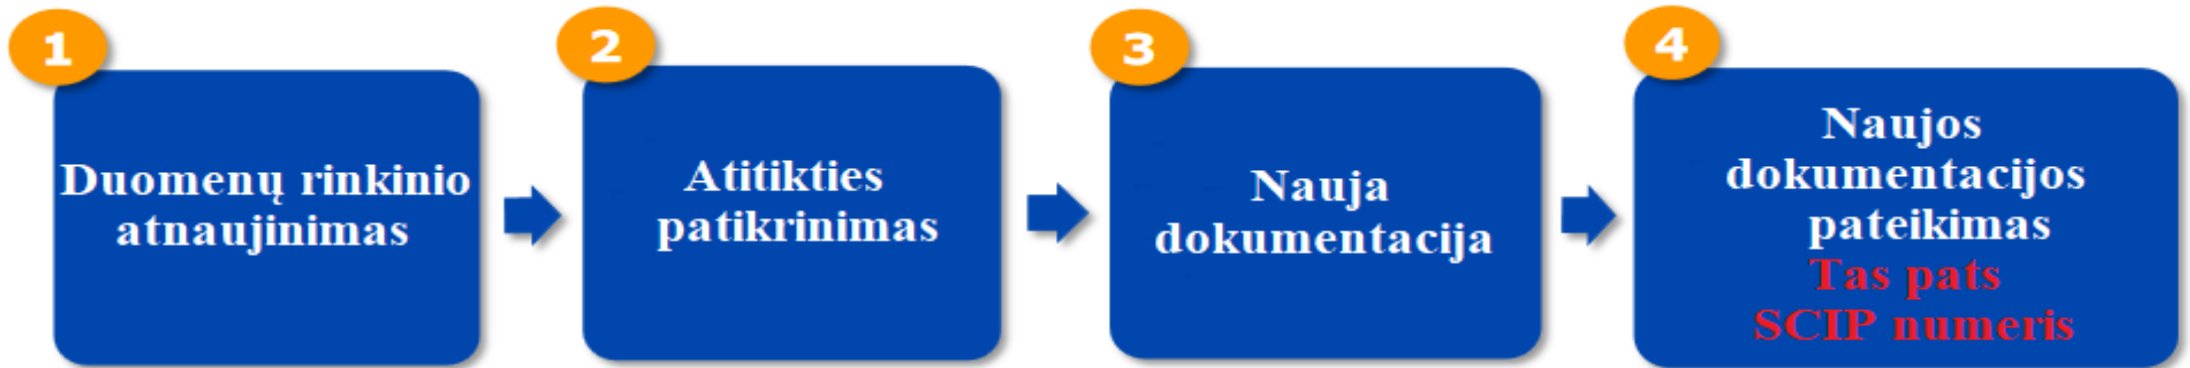 1
Duomenų rinkinio
atnaujinimas
2
Atitikties
patikrinimas
3
Nauja
dokumentacija
4
Naujos
dokumentacijos
pateikimas
Tas pats
SCIP numeris